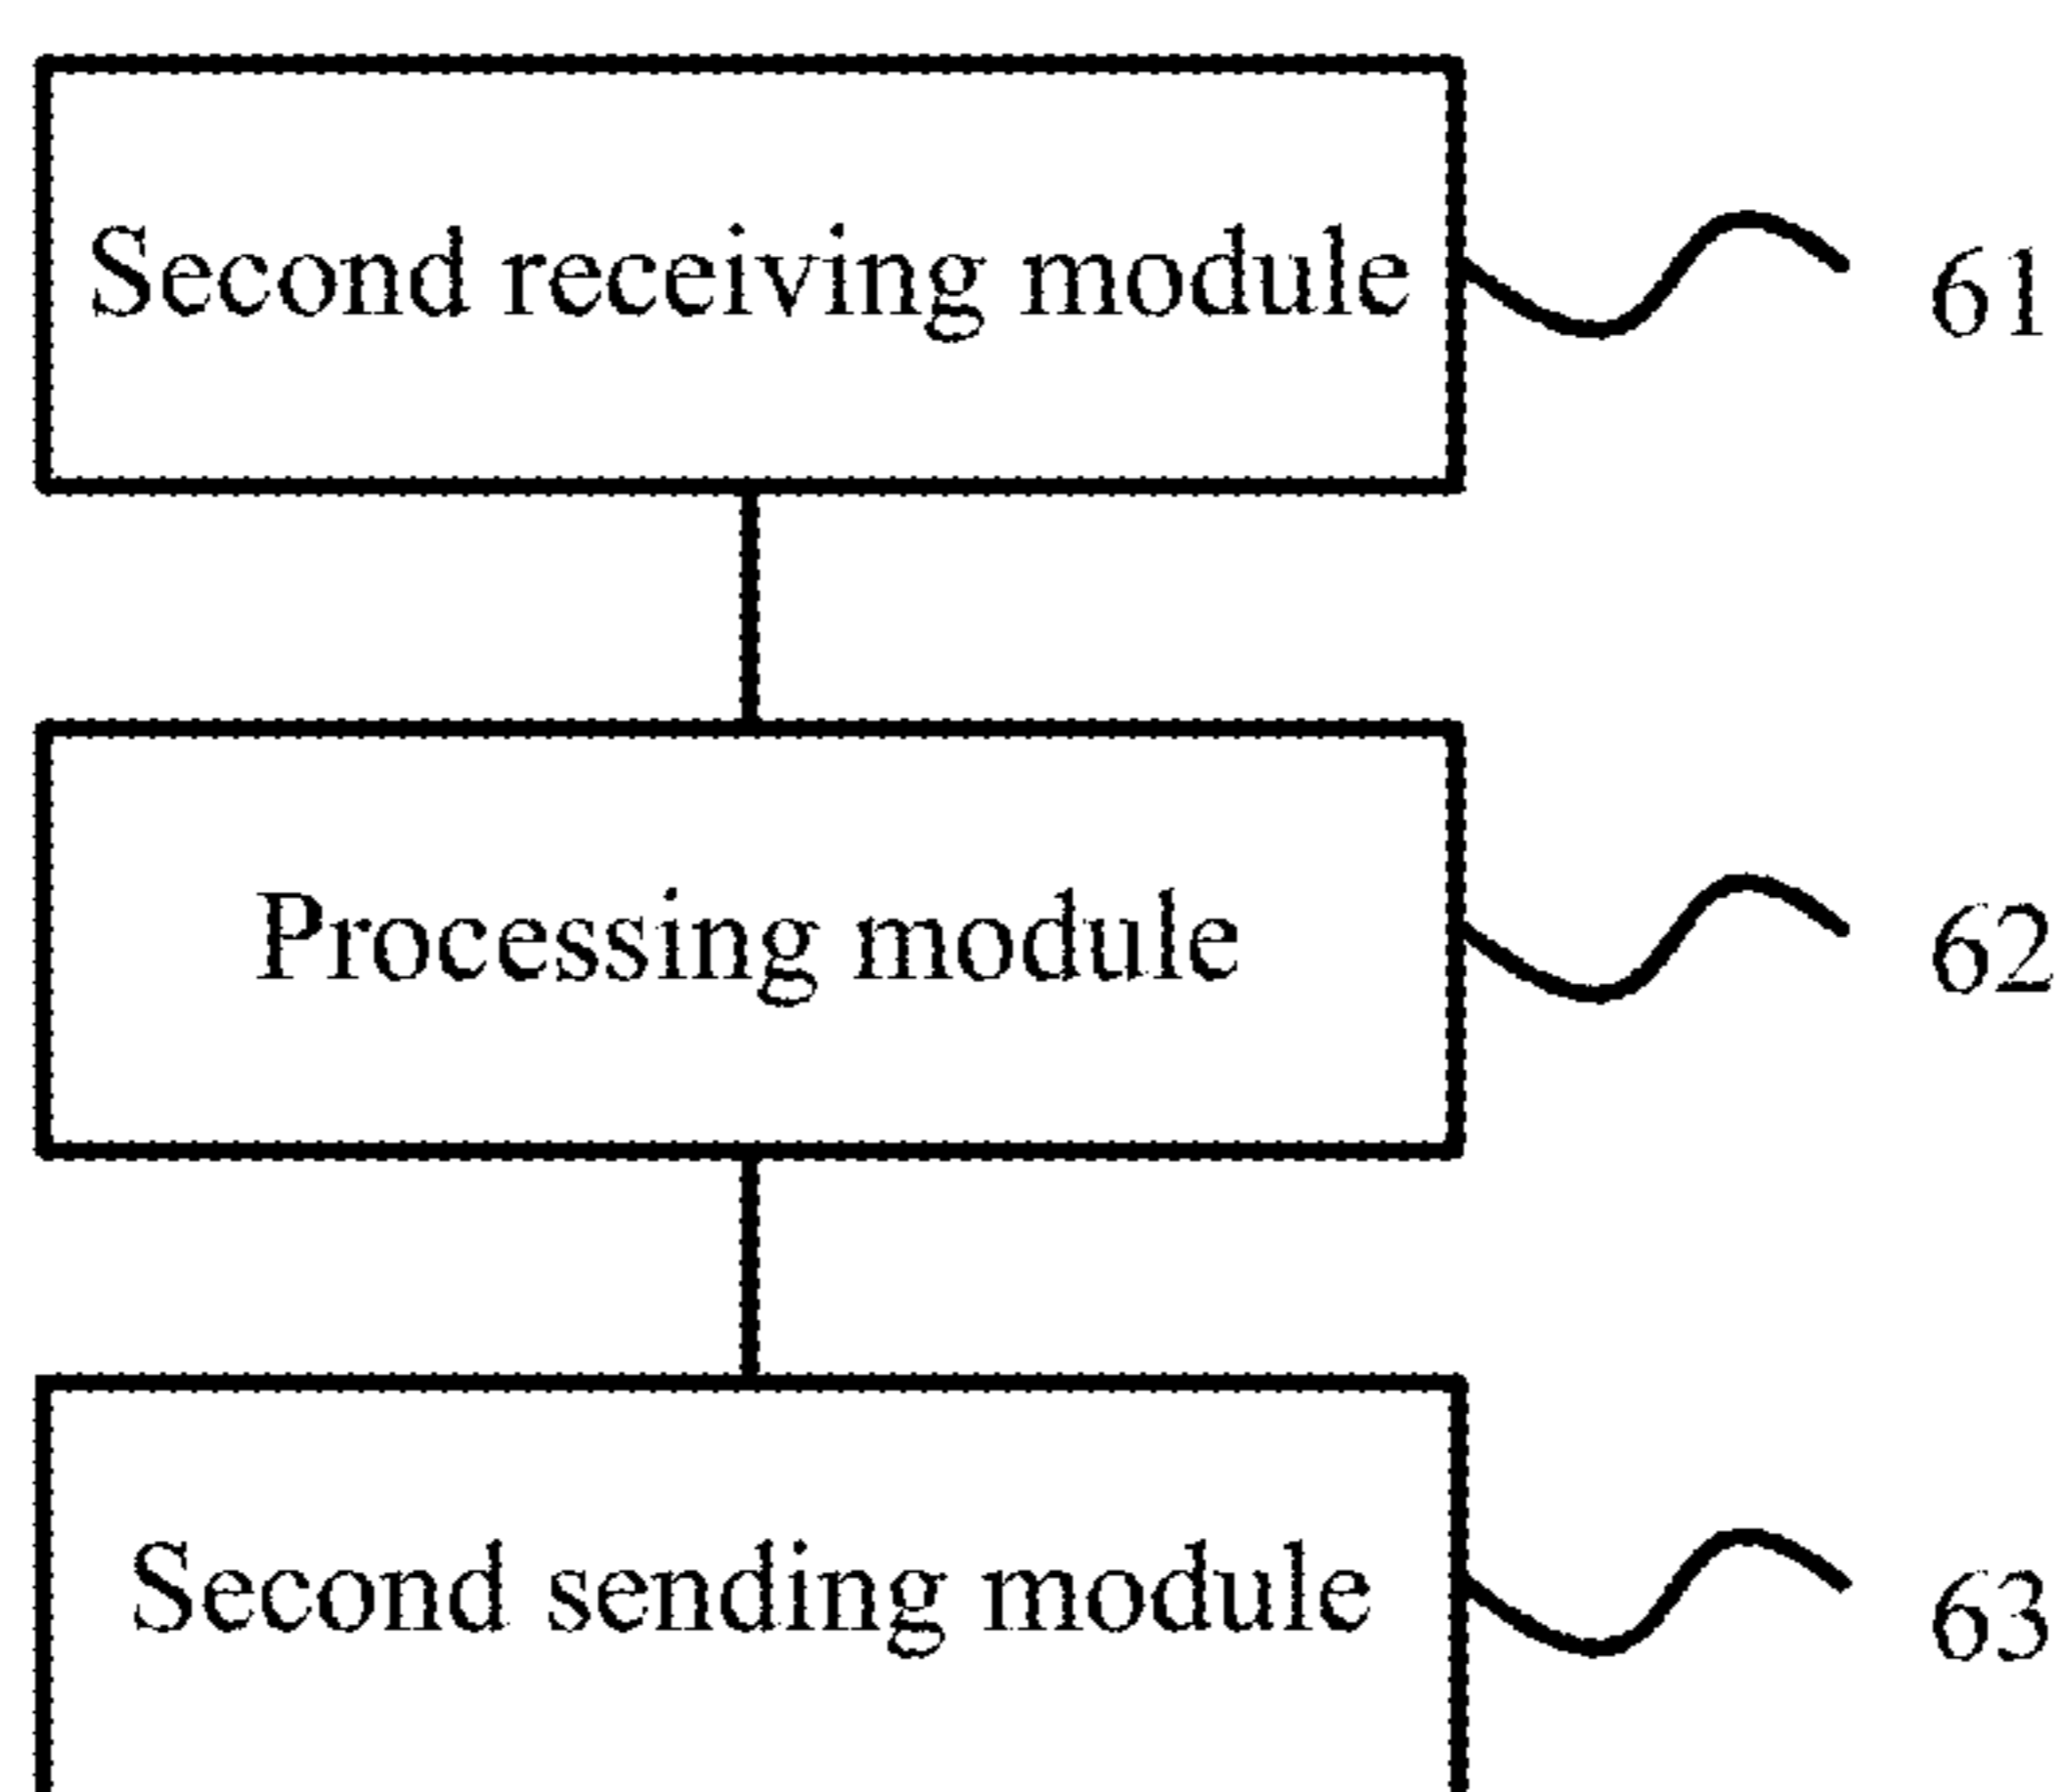 Second receiving module
61
Processing module
62
Second sending module
63